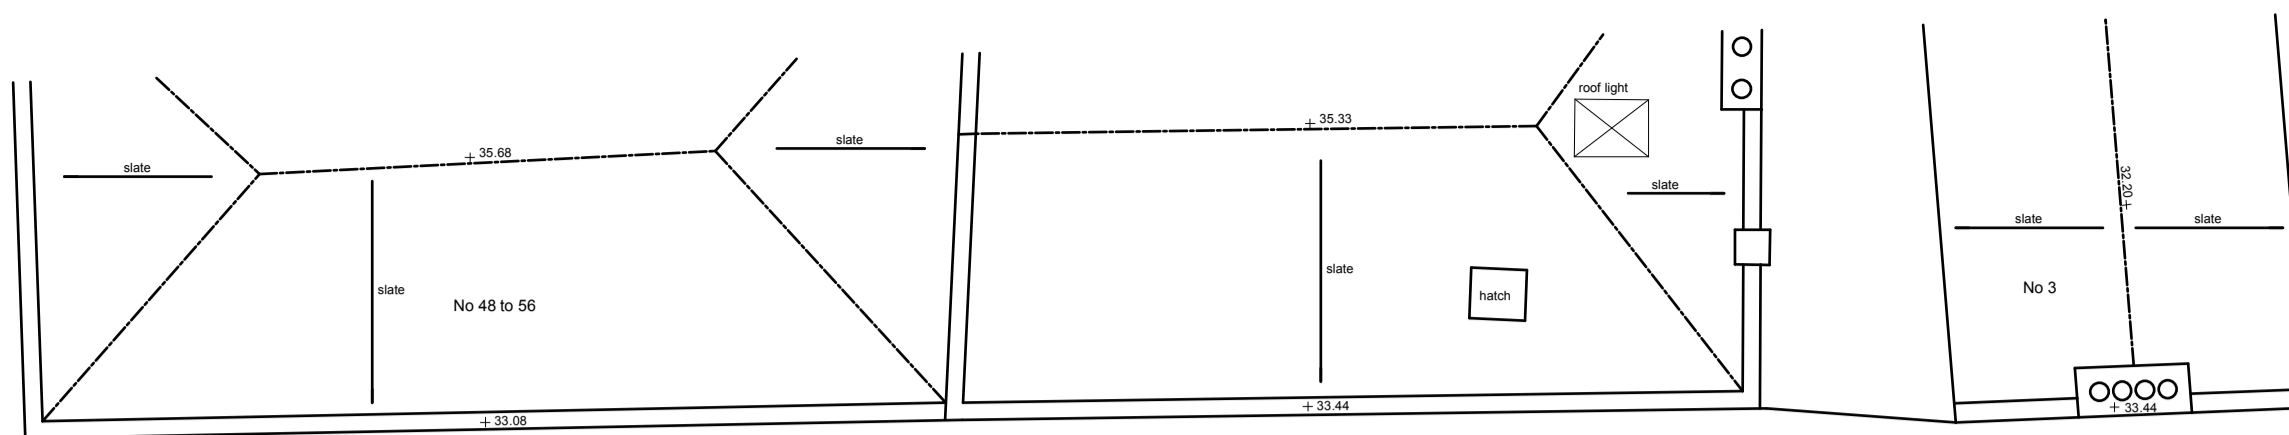 roof light
35.33
35.68
slate
slate
slate
slate
32.20
slate
slate
slate
hatch
slate
No 3
No 48 to 56
33.44
33.44
33.08